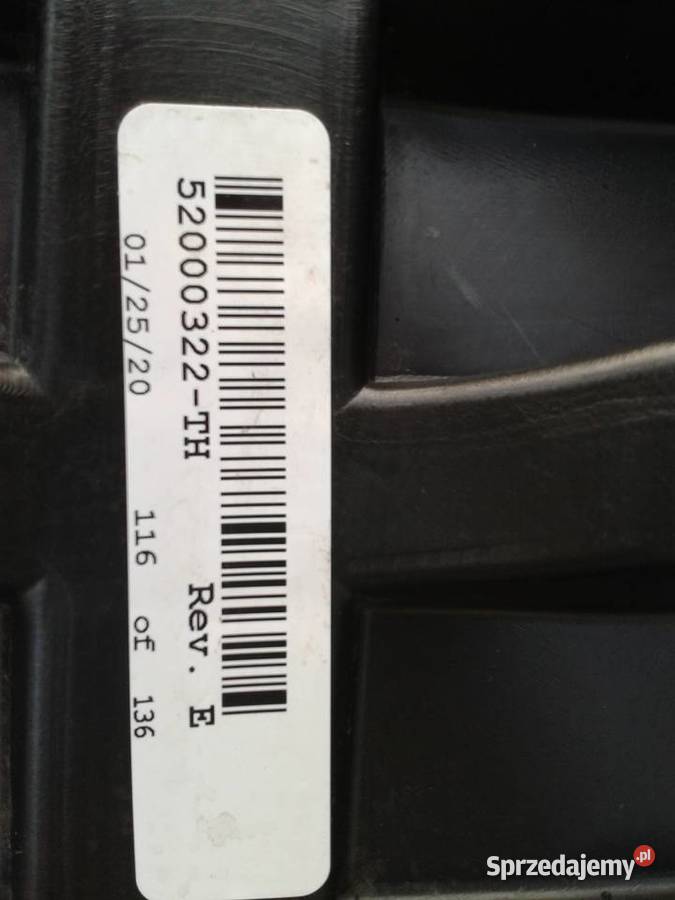 52000322-TH Rev. E
01/25/20 116 of 136
Sprzedajemy.pl